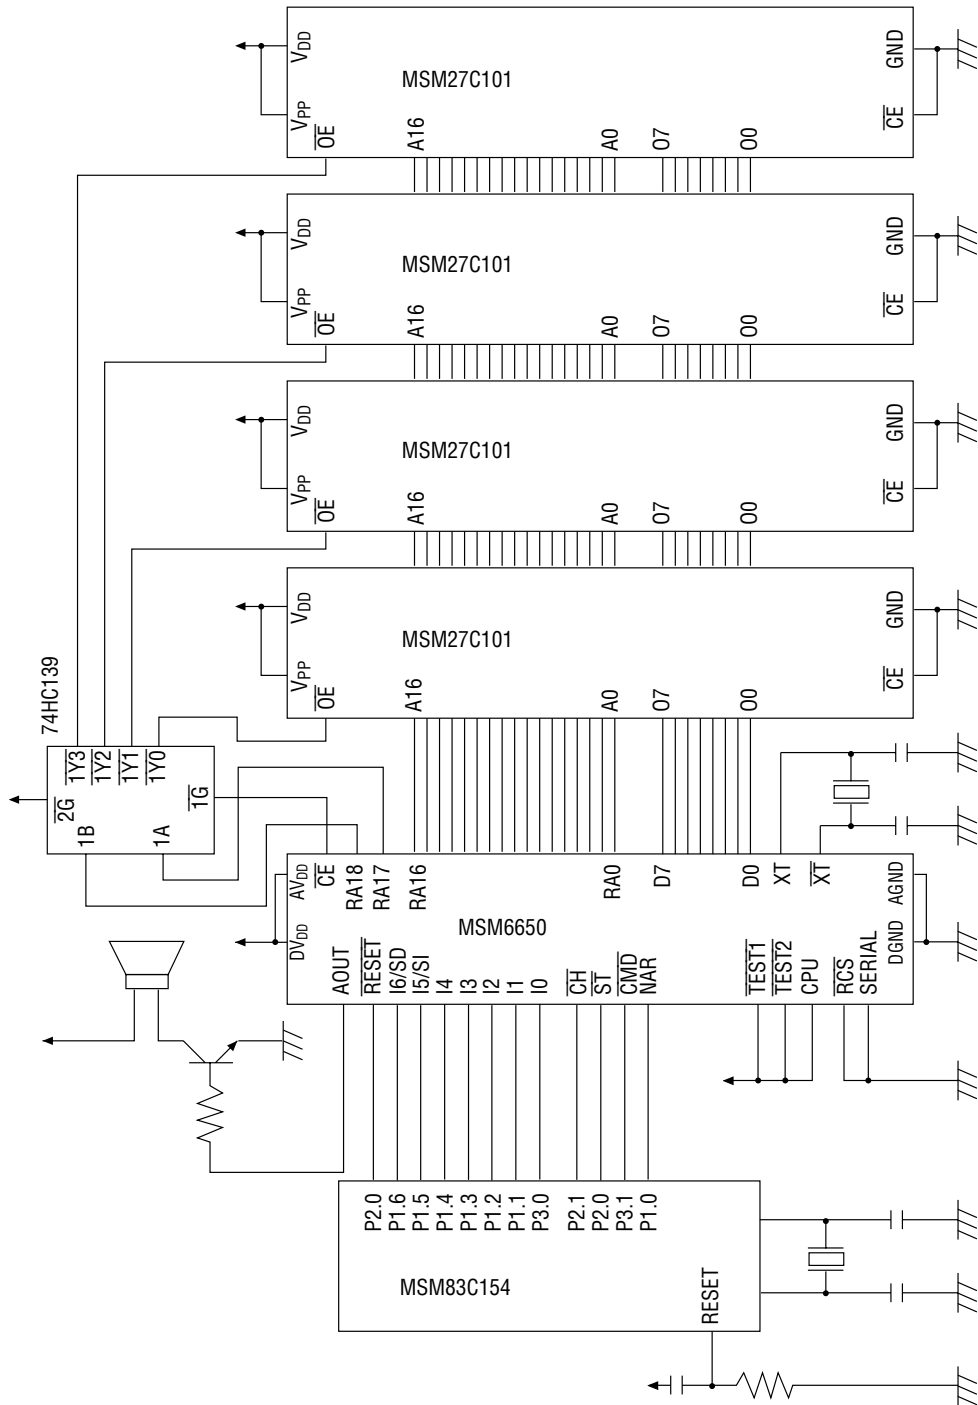 MSM27C101
VDD
VPP
OE
A16
A0
O7
O0
CE
GND
MSM27C101
VDD
VPP
OE
A16
A0
O7
O0
CE
GND
MSM27C101
VDD
VPP
OE
A16
A0
O7
O0
CE
GND
MSM27C101
VDD
VPP
OE
A16
A0
O7
O0
CE
GND
74HC139
2G
1Y3
1Y2
1Y1
1Y0
1B
1A
1G
MSM6650
DVDD
AVDD
CE
RA18
RA17
RA16
RA0
D7
D0
XT
XT
AOUT
RESET
I6/SD
I5/SI
I4
I3
I2
I1
I0
CH
ST
CMD
NAR
TEST1
TEST2
CPU
RCS
SERIAL
DGND
AGND
MSM83C154
P2.0
P1.6
P1.5
P1.4
P1.3
P1.2
P1.1
P3.0
P2.1
P2.0
P3.1
P1.0
RESET